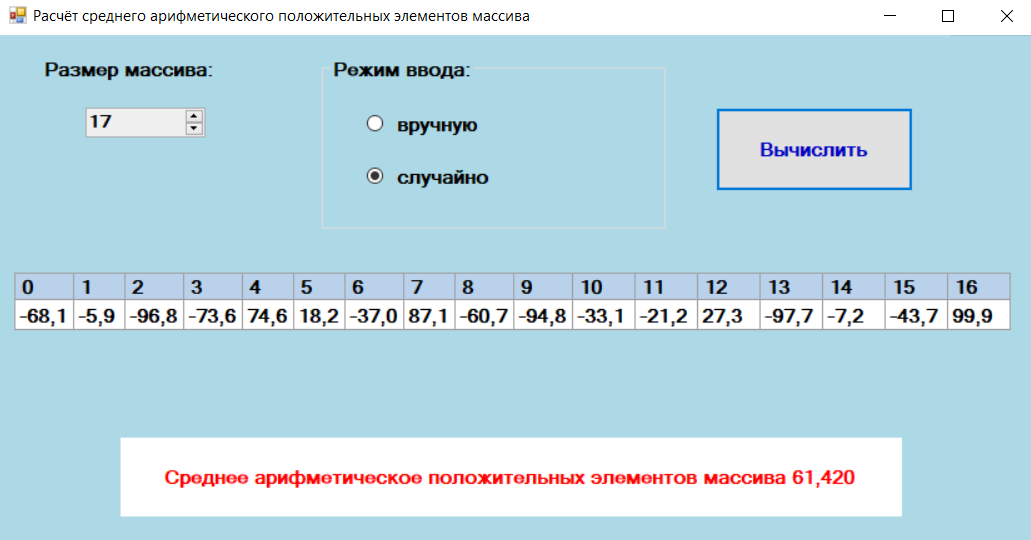 Расчёт среднего арифметического положительных элементов массива
Размер массива:
17
Режим ввода:
вручную
случайно
Вычислить
0 1 2 3 4 5 6 7 8 9 10 11 12 13 14 15 16
-68,1 -5,9 -96,8 -73,6 74,6 18,2 -37,0 87,1 -60,7 -94,8 -33,1 -21,2 27,3 -97,7 -7,2 -43,7 99,9
Среднее арифметическое положительных элементов массива 61,420